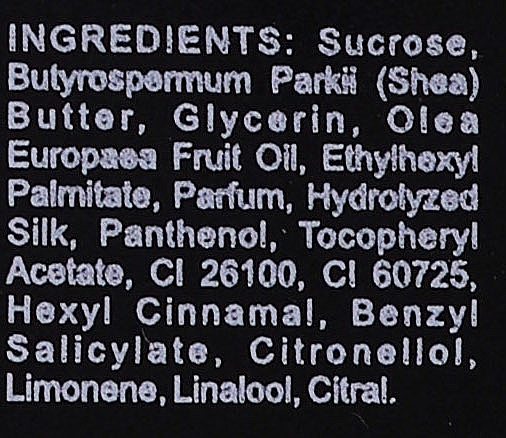 INGREDIENTS: Sucrose,
Butyrospermum Parkii (Shea)
Butter, Glycerin, Olea
Europaea Fruit Oil, Ethylhexyl
Palmitate, Parfum, Hydrolyzed
Silk, Panthenol, Tocopheryl
Acetate, CI 26100, CI 60725,
Hexyl Cinnamal, Benzyl
Salicylate, Citronellol,
Limonene, Linalool, Citral.